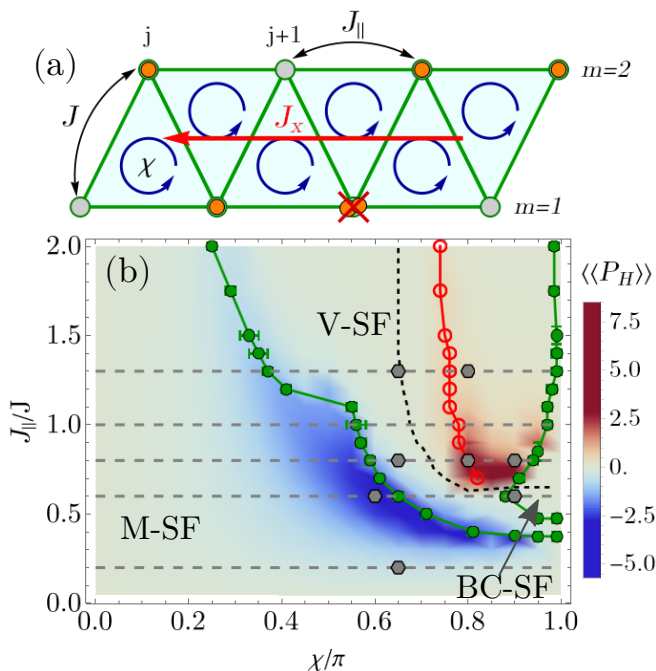 j
j+1
J∥
(a)
m=2
J
Jx
χ
m=1
(b)
⟨⟨P_H⟩⟩
2.0
1.5
1.0
0.5
0.0
J∥/J
V-SF
M-SF
BC-SF
7.5
5.0
2.5
0
−2.5
−5.0
0.0
0.2
0.4
0.6
0.8
1.0
χ/π